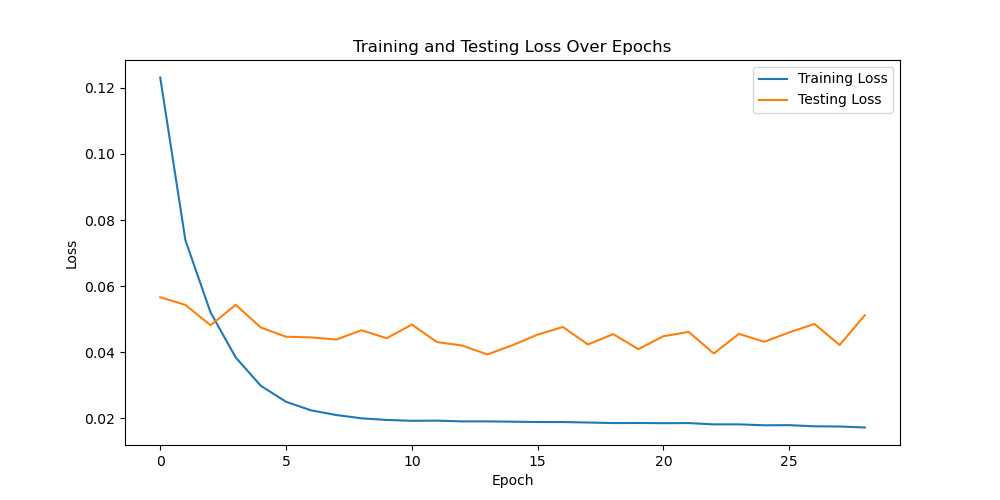 Training and Testing Loss Over Epochs
Training Loss
Testing Loss
0.12
0.10
0.08
0.06
0.04
0.02
Loss
0 5 10 15 20 25
Epoch